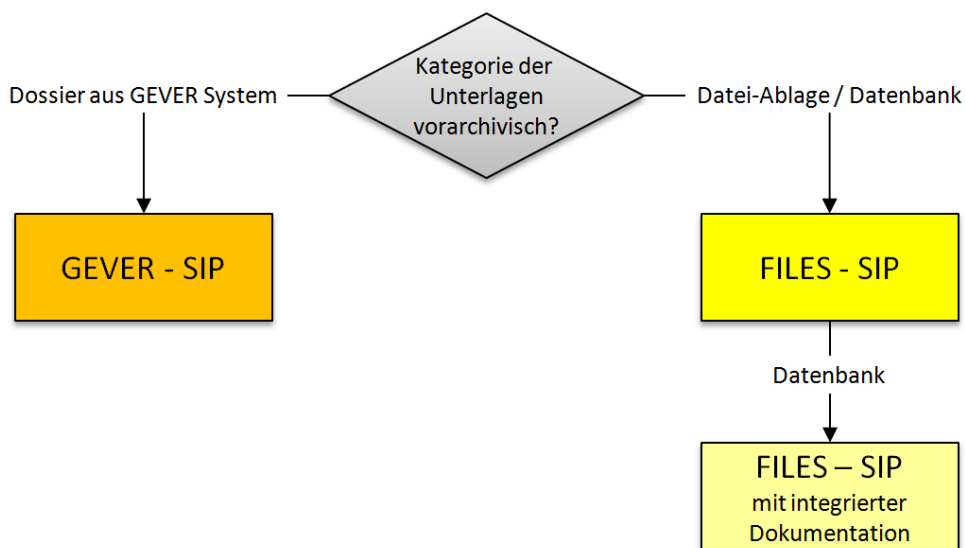 Kategorie der
Unterlagen
vorarchivisch?
Dossier aus GEVER System
Datei-Ablage / Datenbank
GEVER - SIP
FILES - SIP
Datenbank
FILES – SIP
mit integrierter
Dokumentation